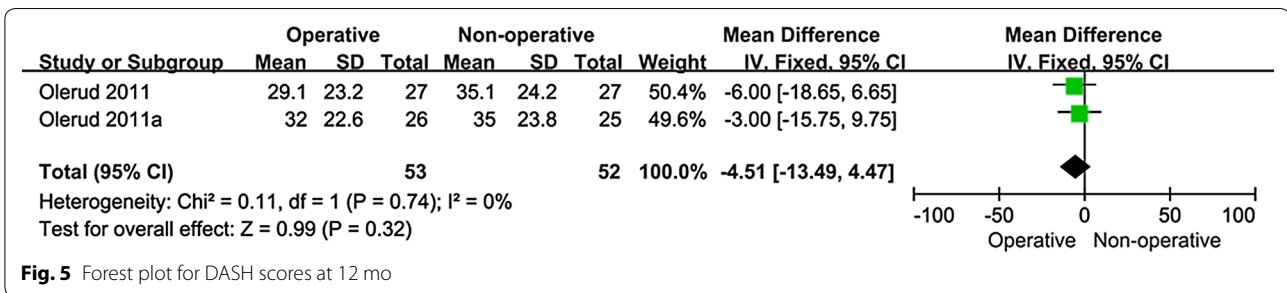 Operative Non-operative Mean Difference Mean Difference
Study or Subgroup Mean SD Total Mean SD Total Weight IV, Fixed, 95% CI IV, Fixed, 95% CI
Olerud 2011 29.1 23.2 27 35.1 24.2 27 50.4% -6.00 [-18.65, 6.65]
Olerud 2011a 32 22.6 26 35 23.8 25 49.6% -3.00 [-15.75, 9.75]
Total (95% CI) 53 52 100.0% -4.51 [-13.49, 4.47]
Heterogeneity: Chi² = 0.11, df = 1 (P = 0.74); I² = 0%
Test for overall effect: Z = 0.99 (P = 0.32)
-100 -50 0 50 100
Operative Non-operative
Fig. 5 Forest plot for DASH scores at 12 mo